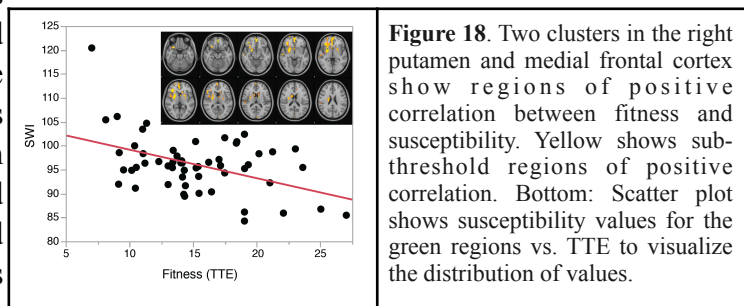 125
120
115
110
105
100
95
90
85
80
SWI
5
10
15
20
25
Fitness (TTE)
Figure 18. Two clusters in the right
putamen and medial frontal cortex
show regions of positive
correlation between fitness and
susceptibility. Yellow shows sub-
threshold regions of positive
correlation. Bottom: Scatter plot
shows susceptibility values for the
green regions vs. TTE to visualize
the distribution of values.